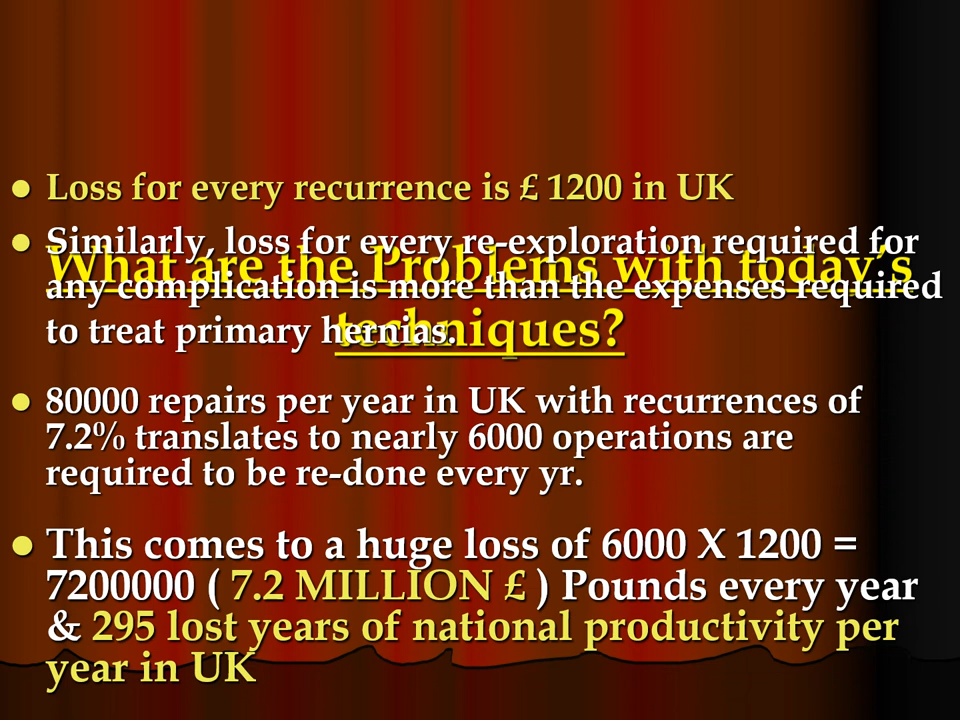 What are the Problems with today's
techniques?
● Loss for every recurrence is £ 1200 in UK
● Similarly, loss for every re-exploration required for
any complication is more than the expenses required
to treat primary hernias.
● 80000 repairs per year in UK with recurrences of
7.2% translates to nearly 6000 operations are
required to be re-done every yr.
● This comes to a huge loss of 6000 X 1200 =
7200000 ( 7.2 MILLION £ ) Pounds every year
& 295 lost years of national productivity per
year in UK